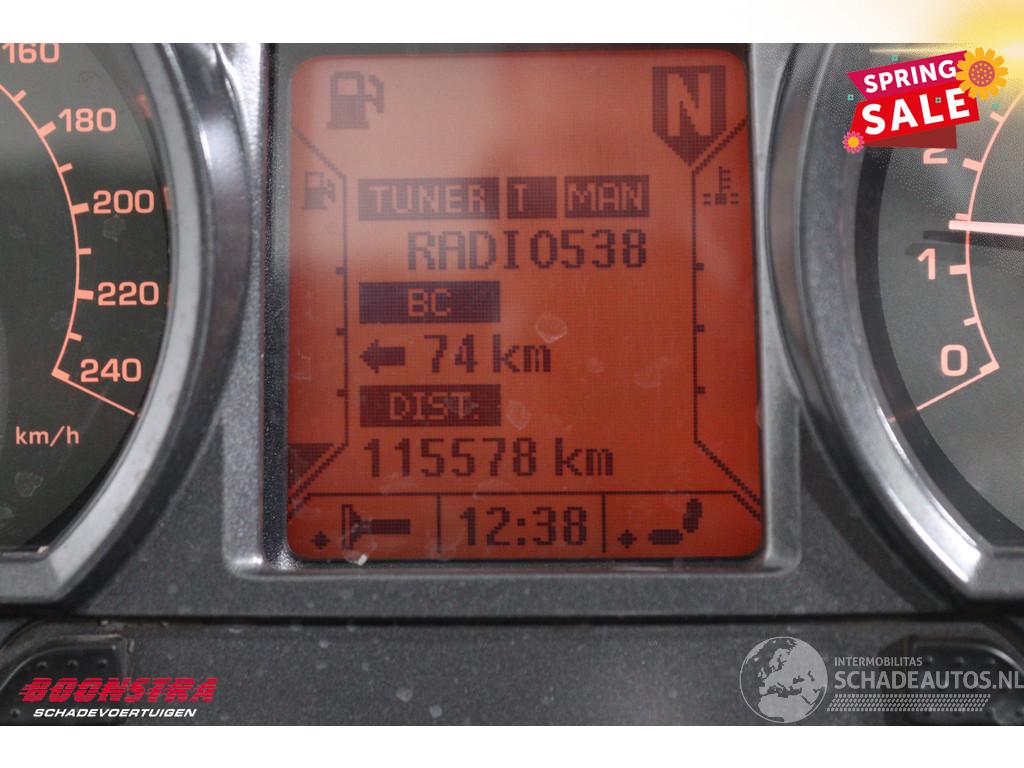 160
180
200
220
240
km/h
N
TUNER T MAN
RADIO538
BC
74 km
DIST.
115578 km
12:38
SPRING
SALE
2
1
0
BOONSTRA
SCHADEVOERTUIGEN
INTERMOBILITAS
SCHADEAUTOS.NL